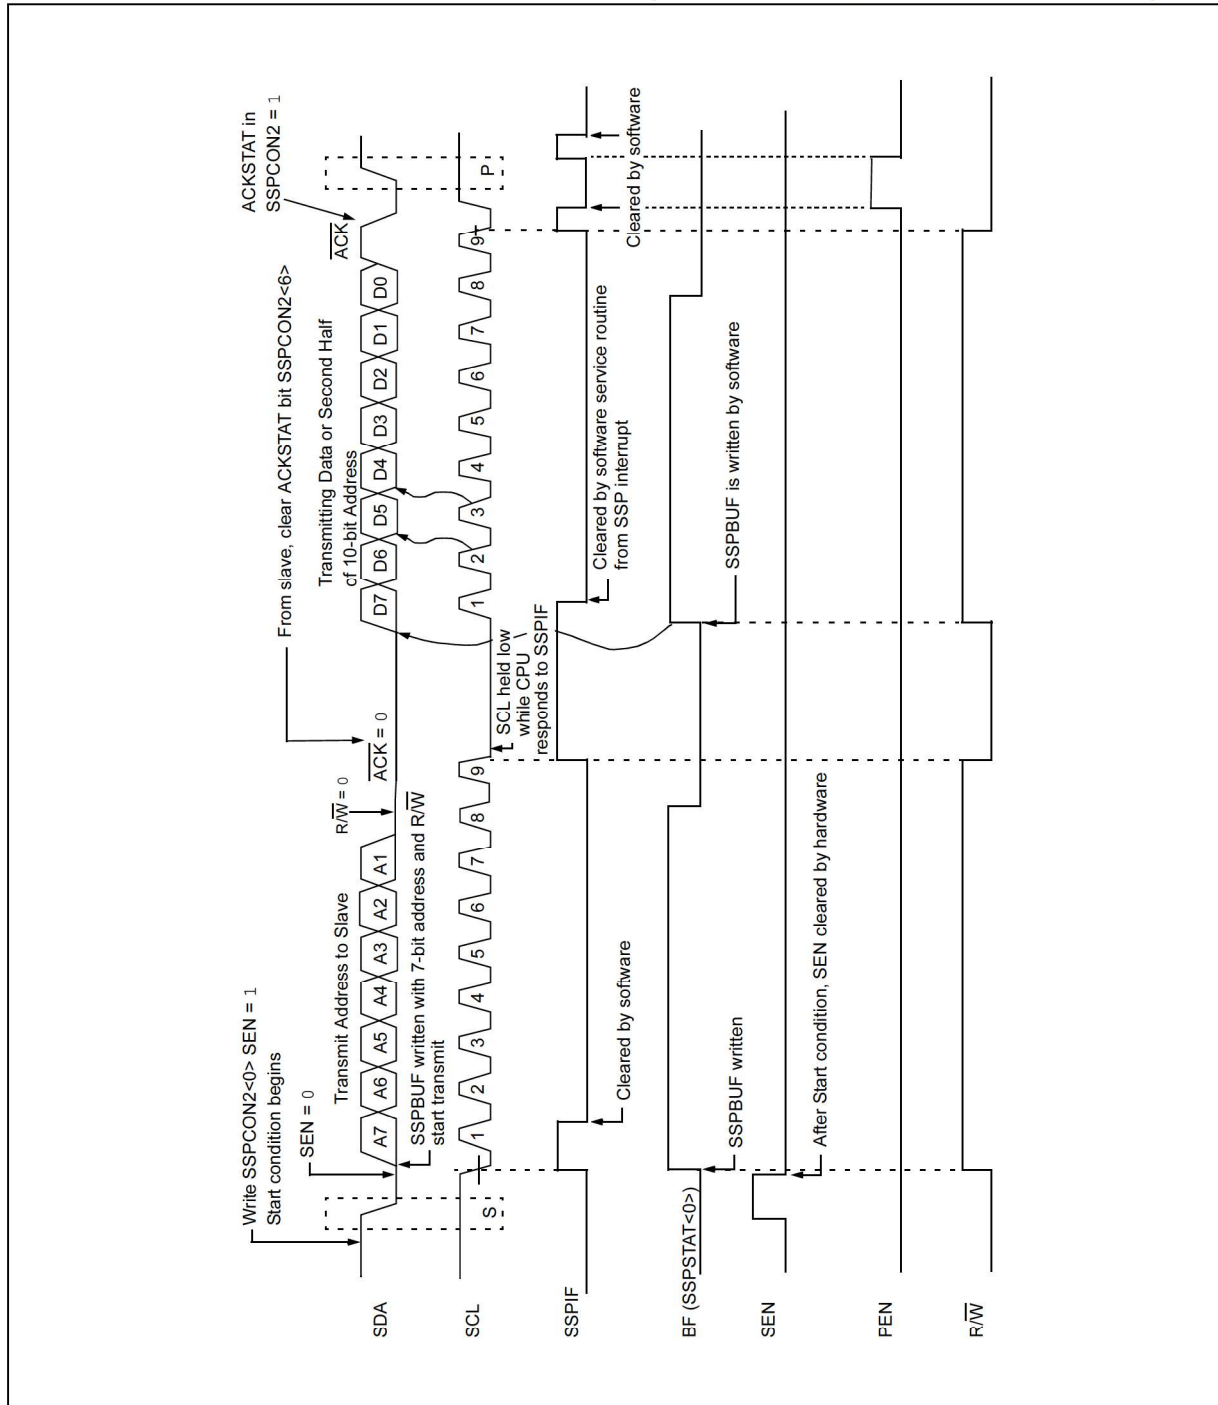 Write SSPCON2<0> SEN = 1
Start condition begins
SEN = 0
From slave, clear ACKSTAT bit SSPCON2<6>
ACKSTAT in
SSPCON2 = 1
Transmit Address to Slave
R/W = 0
ACK = 0
Transmitting Data or Second Half
of 10-bit Address
ACK
SDA
A7 A6 A5 A4 A3 A2 A1
D7 D6 D5 D4 D3 D2 D1 D0
SSPBUF written with 7-bit address and R/W
start transmit
SCL
S
1 2 3 4 5 6 7 8 9
1 2 3 4 5 6 7 8 9
P
SCL held low
while CPU
responds to SSPIF
SSPIF
Cleared by software
Cleared by software service routine
from SSP interrupt
Cleared by software
BF (SSPSTAT<0>)
SSPBUF written
SSPBUF is written by software
SEN
After Start condition, SEN cleared by hardware
PEN
R/W